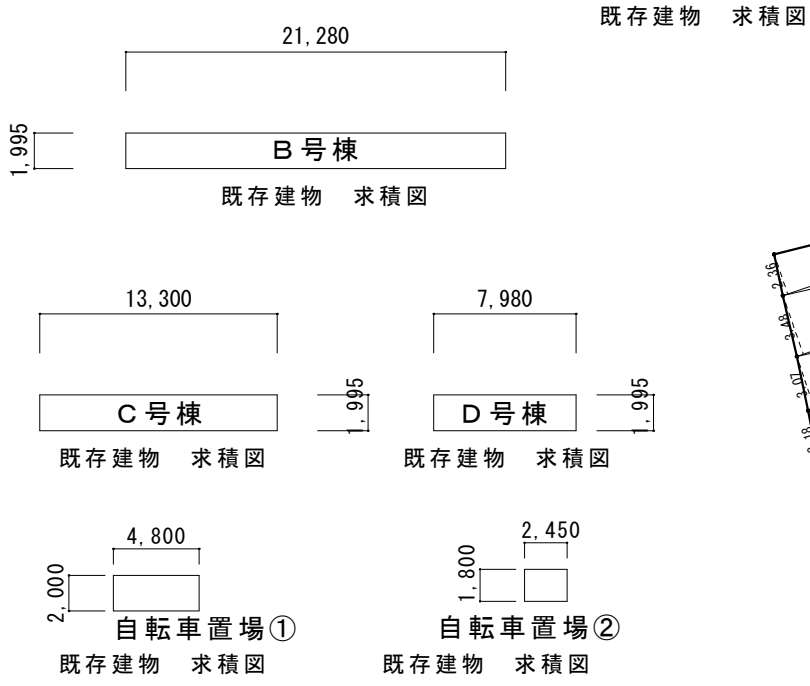 既存建物 求積図
21,280
1,995
B号棟
既存建物 求積図
13,300
7,980
C号棟
1,995
D号棟
1,995
既存建物 求積図
既存建物 求積図
2.36
4,800
2,450
2,000
1,800
自転車置場①
自転車置場②
既存建物 求積図
既存建物 求積図